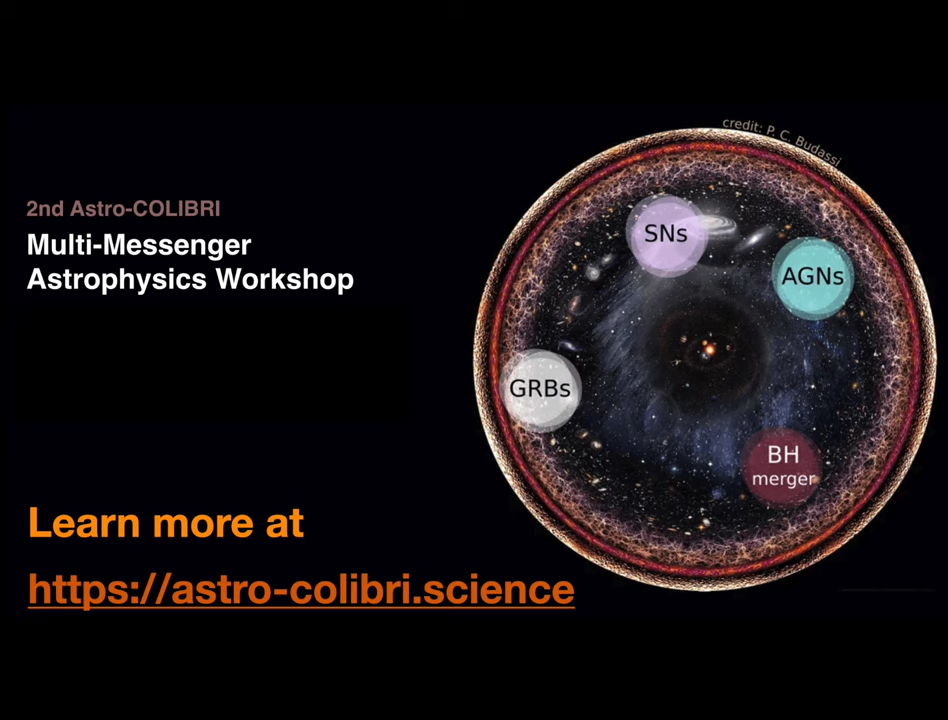 credit: P. C. Budassi
2nd Astro-COLIBRI
Multi-Messenger
Astrophysics Workshop
SNs
AGNs
GRBs
BH
merger
Learn more at
https://astro-colibri.science